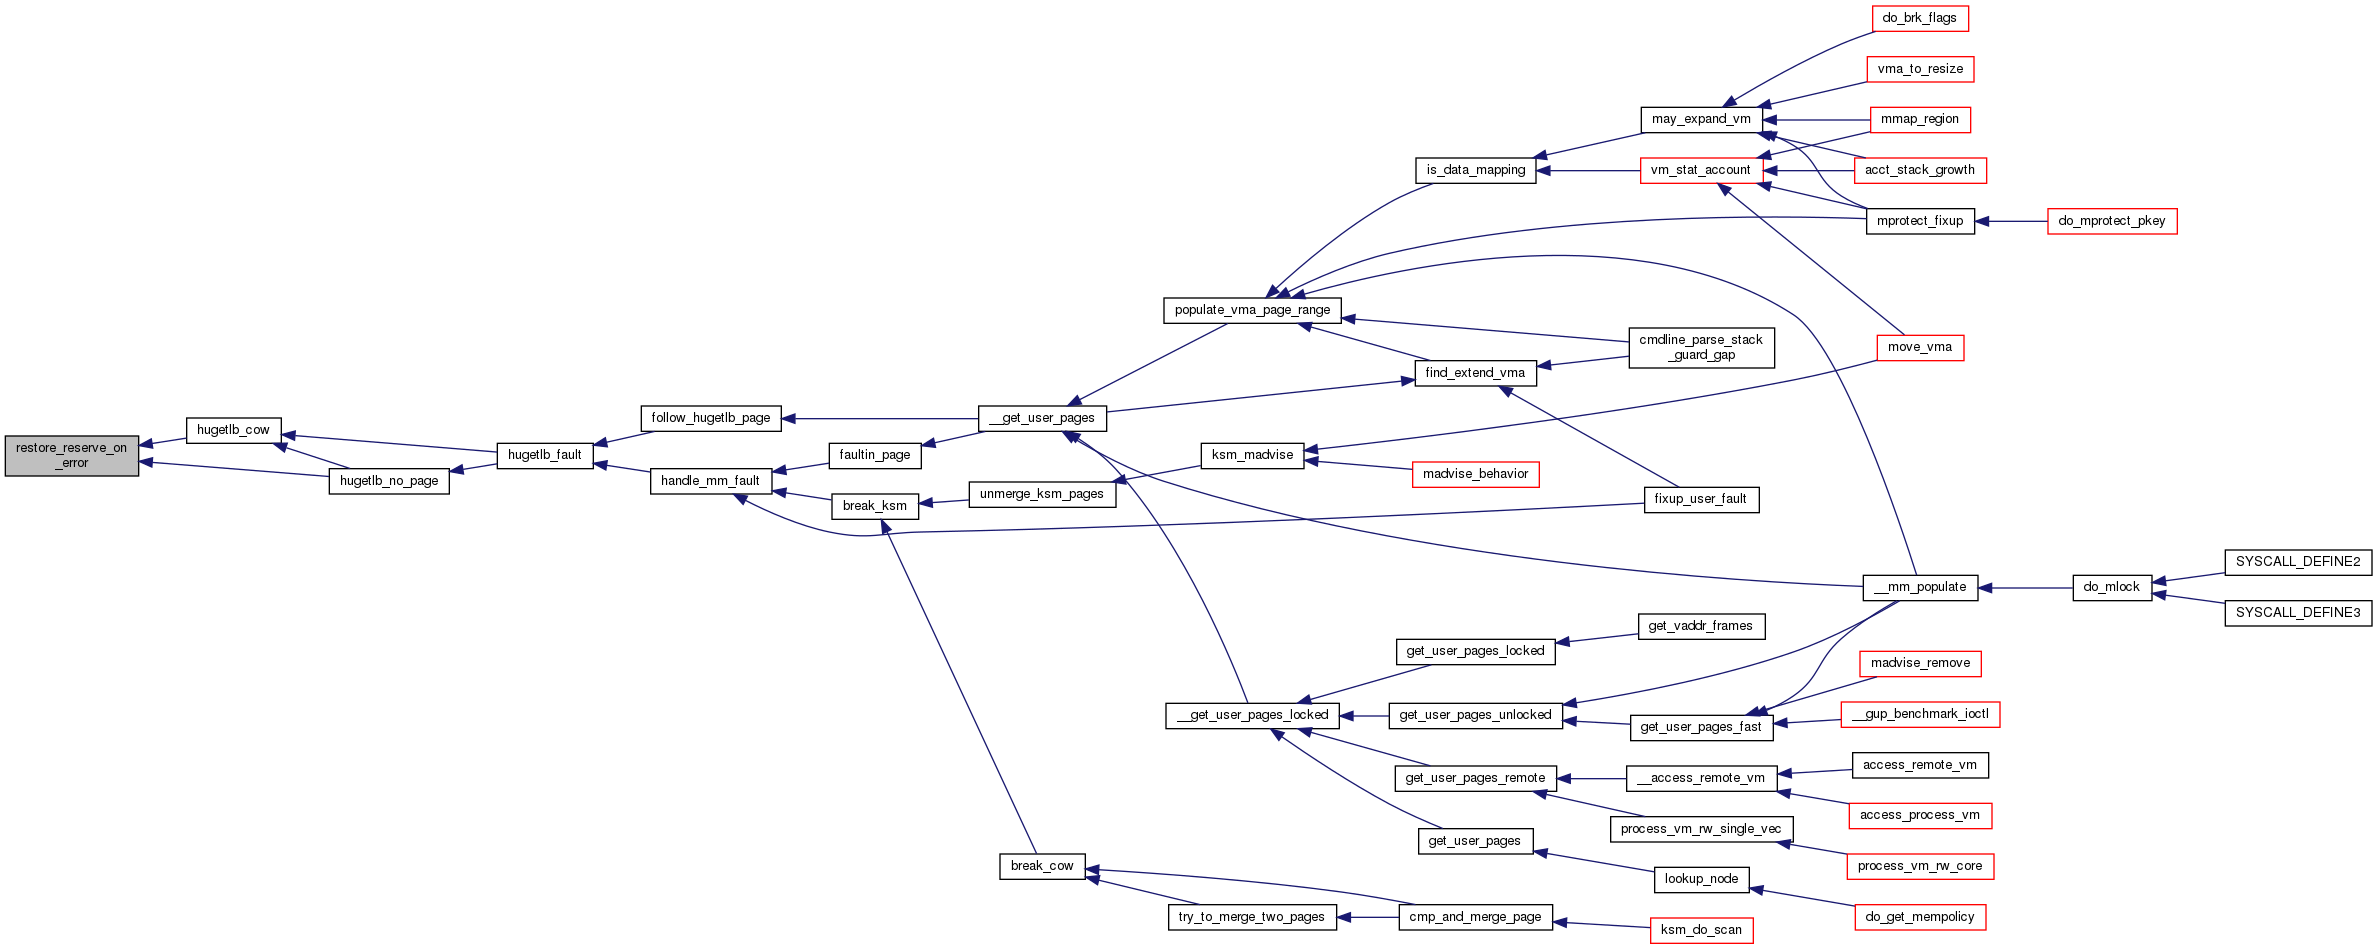 do_brk_flags
vma_to_resize
may_expand_vm
mmap_region
is_data_mapping
vm_stat_account
acct_stack_growth
mprotect_fixup
do_mprotect_pkey
populate_vma_page_range
cmdline_parse_stack
_guard_gap
move_vma
find_extend_vma
follow_hugetlb_page
__get_user_pages
hugetlb_cow
restore_reserve_on
_error
hugetlb_fault
faultin_page
ksm_madvise
madvise_behavior
hugetlb_no_page
handle_mm_fault
unmerge_ksm_pages
break_ksm
fixup_user_fault
SYSCALL_DEFINE2
__mm_populate
do_mlock
SYSCALL_DEFINE3
get_vaddr_frames
get_user_pages_locked
madvise_remove
__get_user_pages_locked
get_user_pages_unlocked
__gup_benchmark_ioctl
get_user_pages_fast
access_remote_vm
get_user_pages_remote
__access_remote_vm
access_process_vm
process_vm_rw_single_vec
get_user_pages
process_vm_rw_core
break_cow
lookup_node
try_to_merge_two_pages
cmp_and_merge_page
do_get_mempolicy
ksm_do_scan